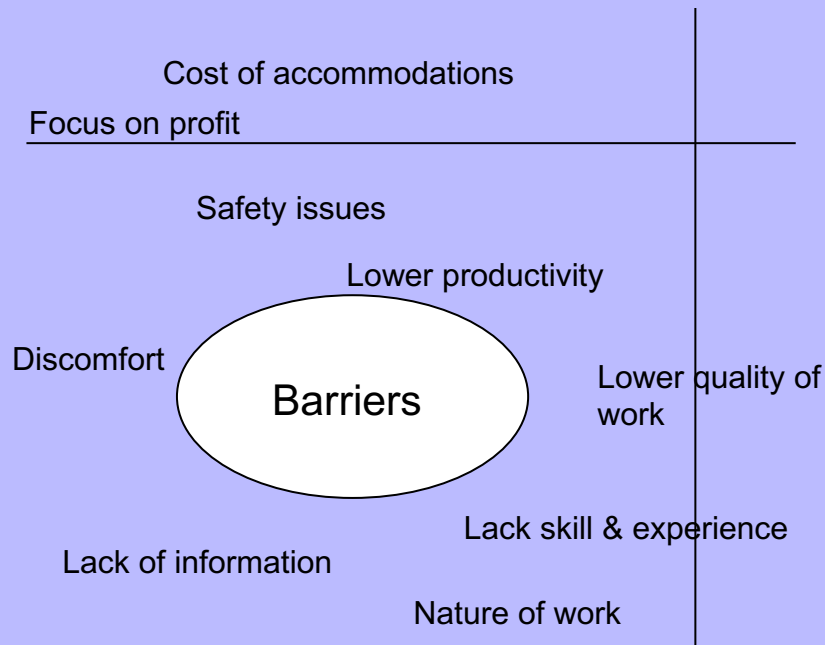 Cost of accommodations
Focus on profit
Safety issues
Lower productivity
Discomfort
Barriers
Lower quality of
work
Lack skill & experience
Lack of information
Nature of work